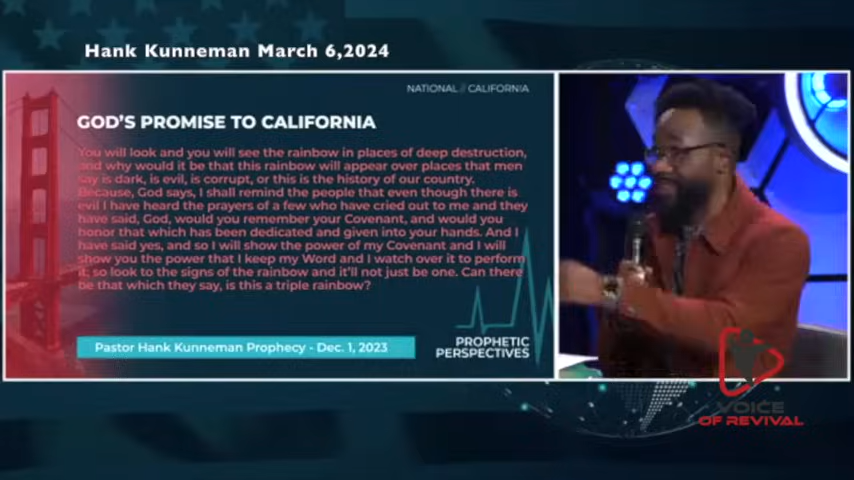 Hank Kunneman March 6,2024
NATIONAL // CALIFORNIA
GOD'S PROMISE TO CALIFORNIA
You will look and you will see the rainbow in places of deep destruction,
and why would it be that this rainbow will appear over places that men
say is dark, is evil, is corrupt, or this is the history of our country.
Because, God says, I shall remind the people that even though there is
evil I have heard the prayers of a few who have cried out to me and they
have said, God, would you remember your Covenant, and would you
honor that which has been dedicated and given into your hands. And I
have said yes, and so I will show the power of my Covenant and I will
show you the power that I keep my Word and I watch over it to perform
it, so look to the signs of the rainbow and it'll not just be one. Can there
be that which they say, is this a triple rainbow?
Pastor Hank Kunneman Prophecy - Dec. 1, 2023
PROPHETIC
PERSPECTIVES
VOICE
OF REVIVAL